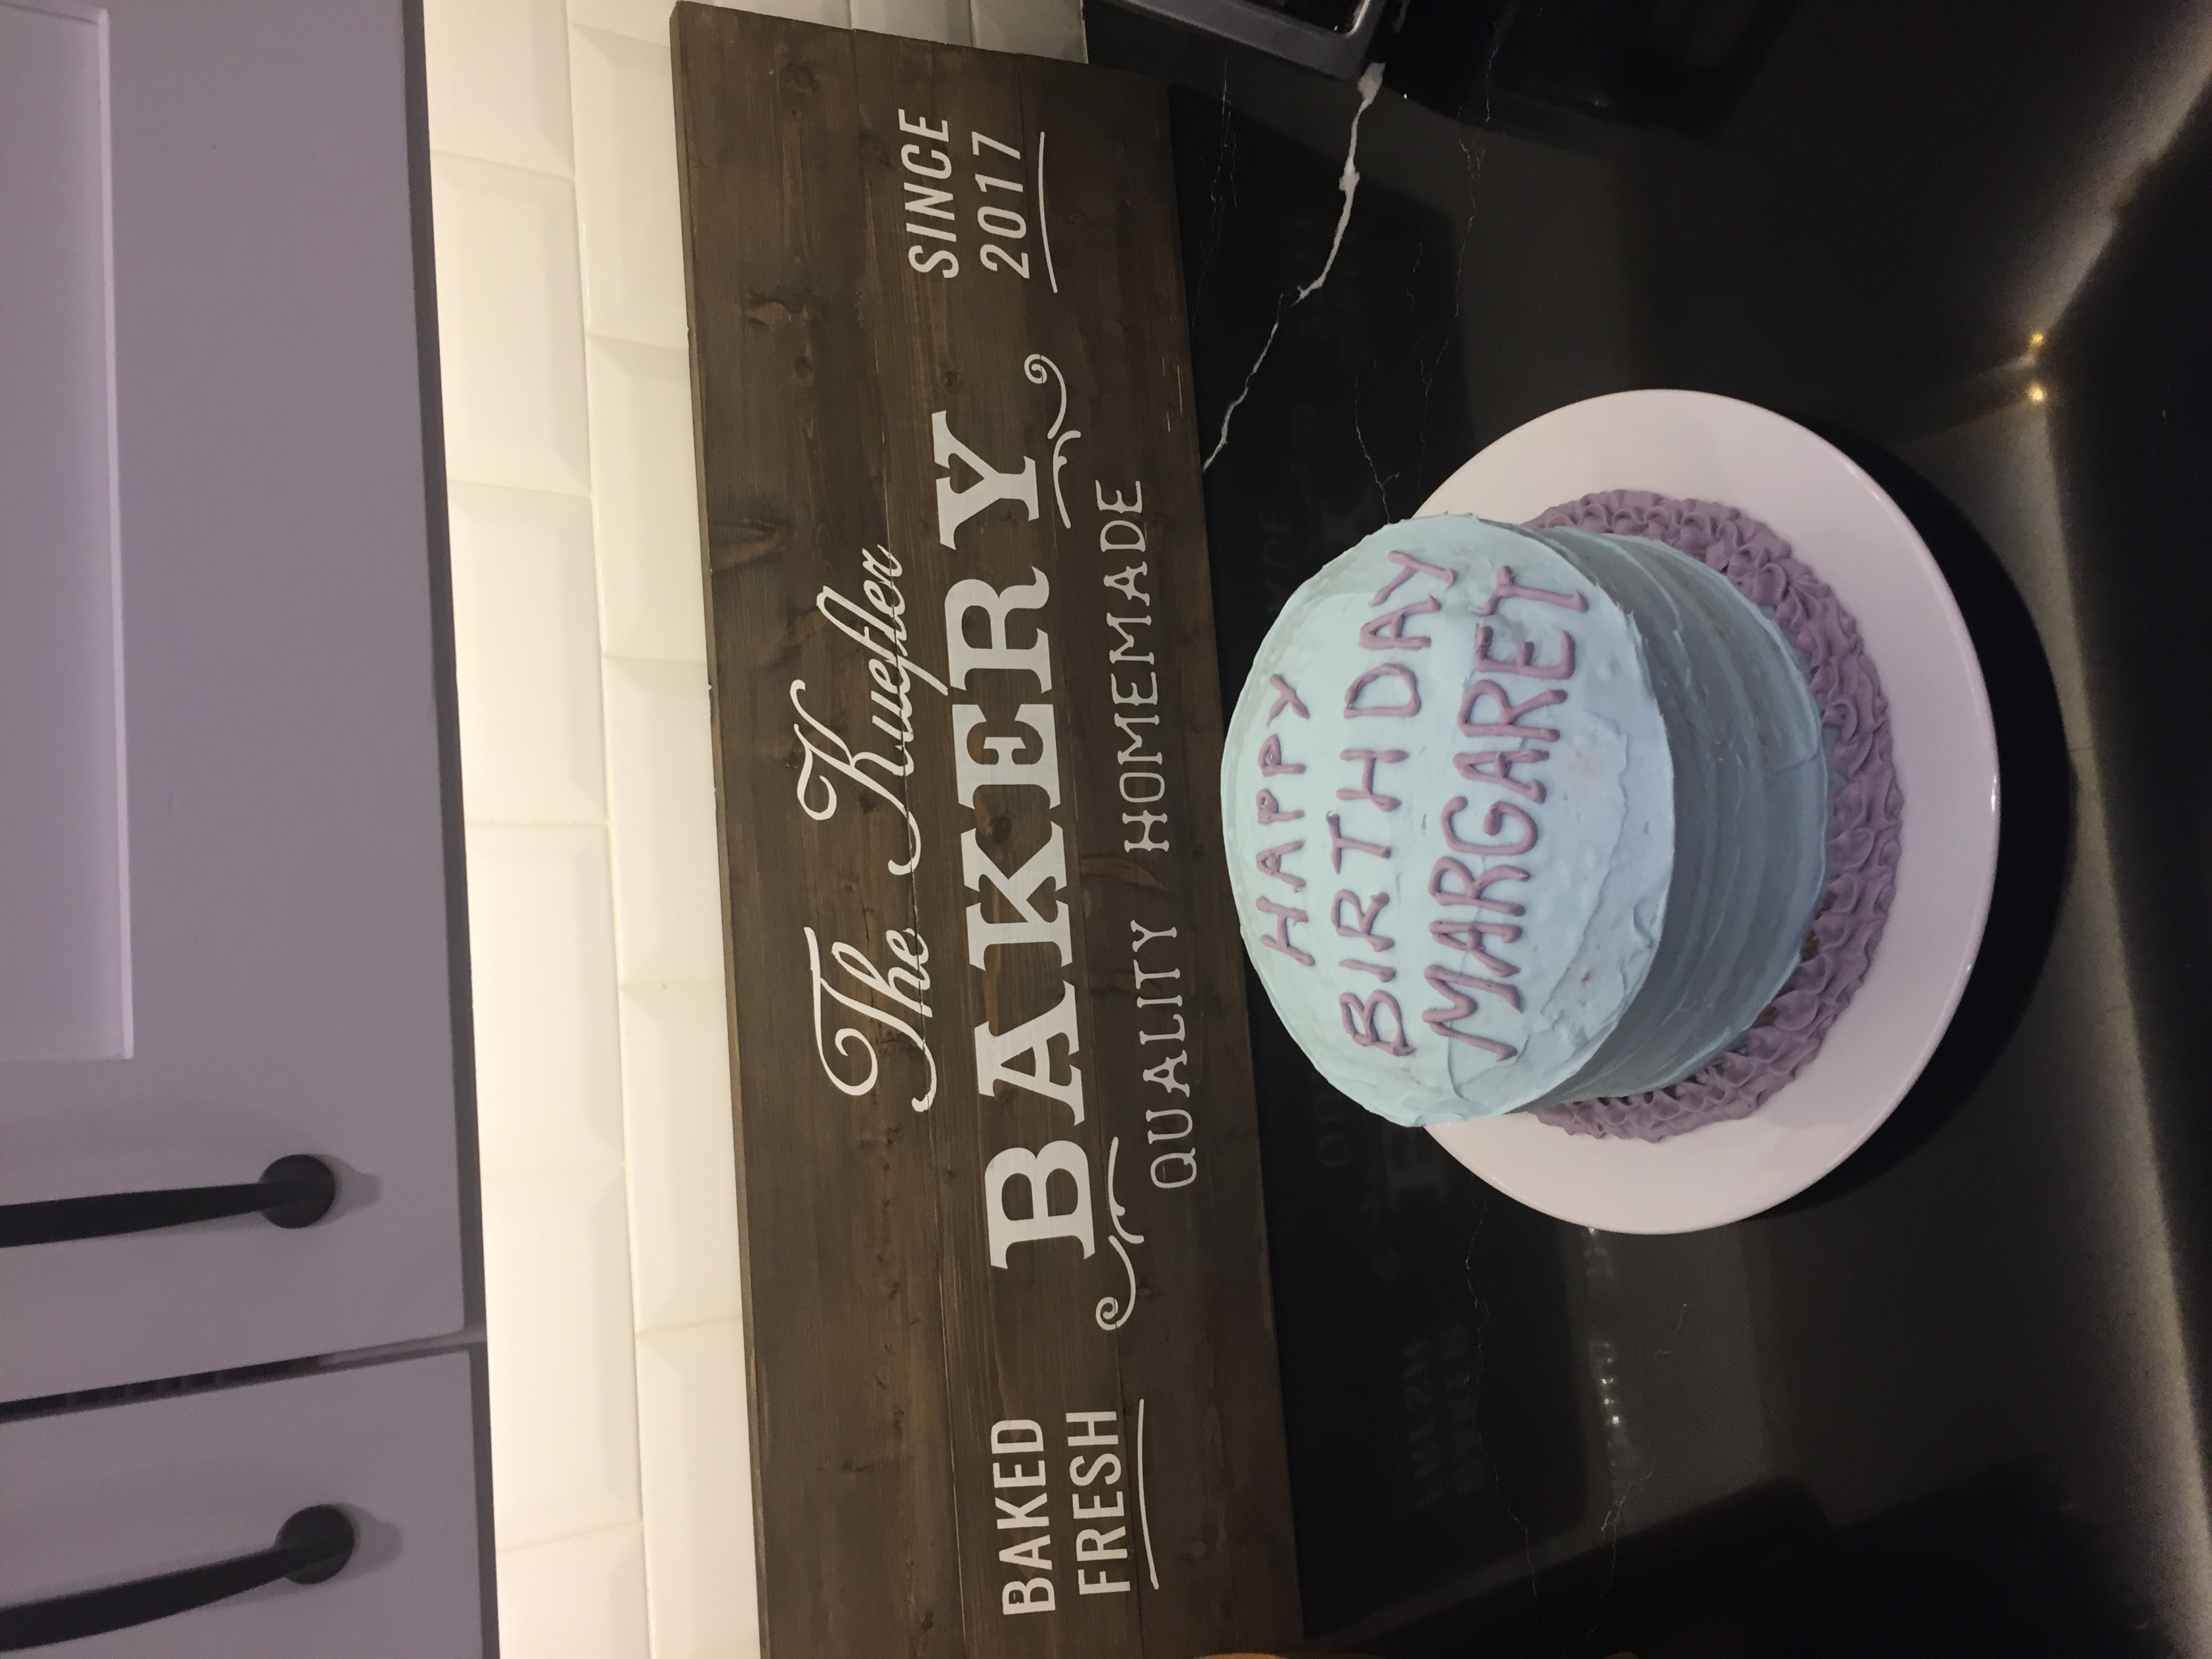 The Kuefler
BAKED
FRESH
BAKERY
SINCE
2017
QUALITY HOMEMADE
HAPPY
BIRTHDAY
MARGARET